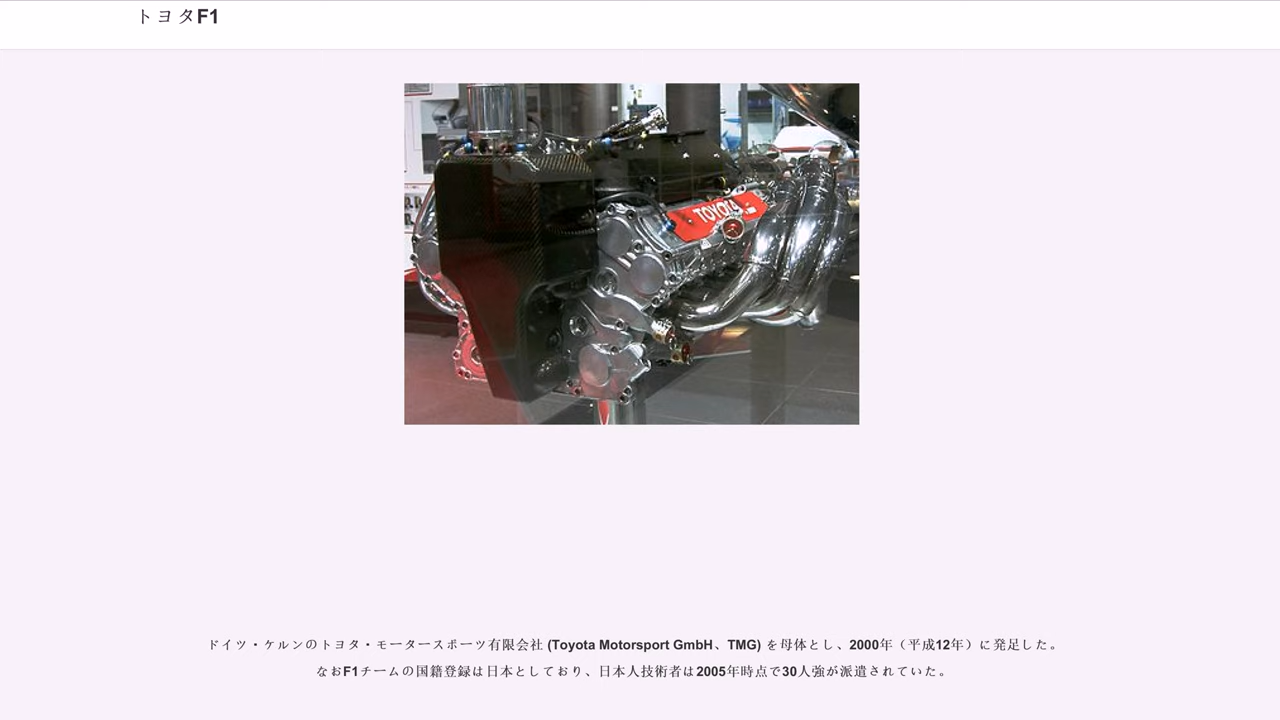 トヨタF1
TOYOTA
ドイツ・ケルンのトヨタ・モータースポーツ有限会社 (Toyota Motorsport GmbH、TMG) を母体とし、2000年（平成12年）に発足した。
なおF1チームの国籍登録は日本としており、日本人技術者は2005年時点で30人強が派遣されていた。